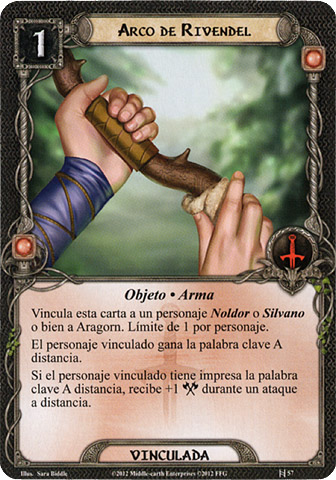 1
ARCO DE RIVENDEL
Objeto • Arma
Vincula esta carta a un personaje Noldor o Silvano
o bien a Aragorn. Límite de 1 por personaje.
El personaje vinculado gana la palabra clave A
distancia.
Si el personaje vinculado tiene impresa la palabra
clave A distancia, recibe +1 durante un ataque
a distancia.
VINCULADA
Illus. Sara Biddle
©2012 Middle-earth Enterprises ©2012 FFG
57